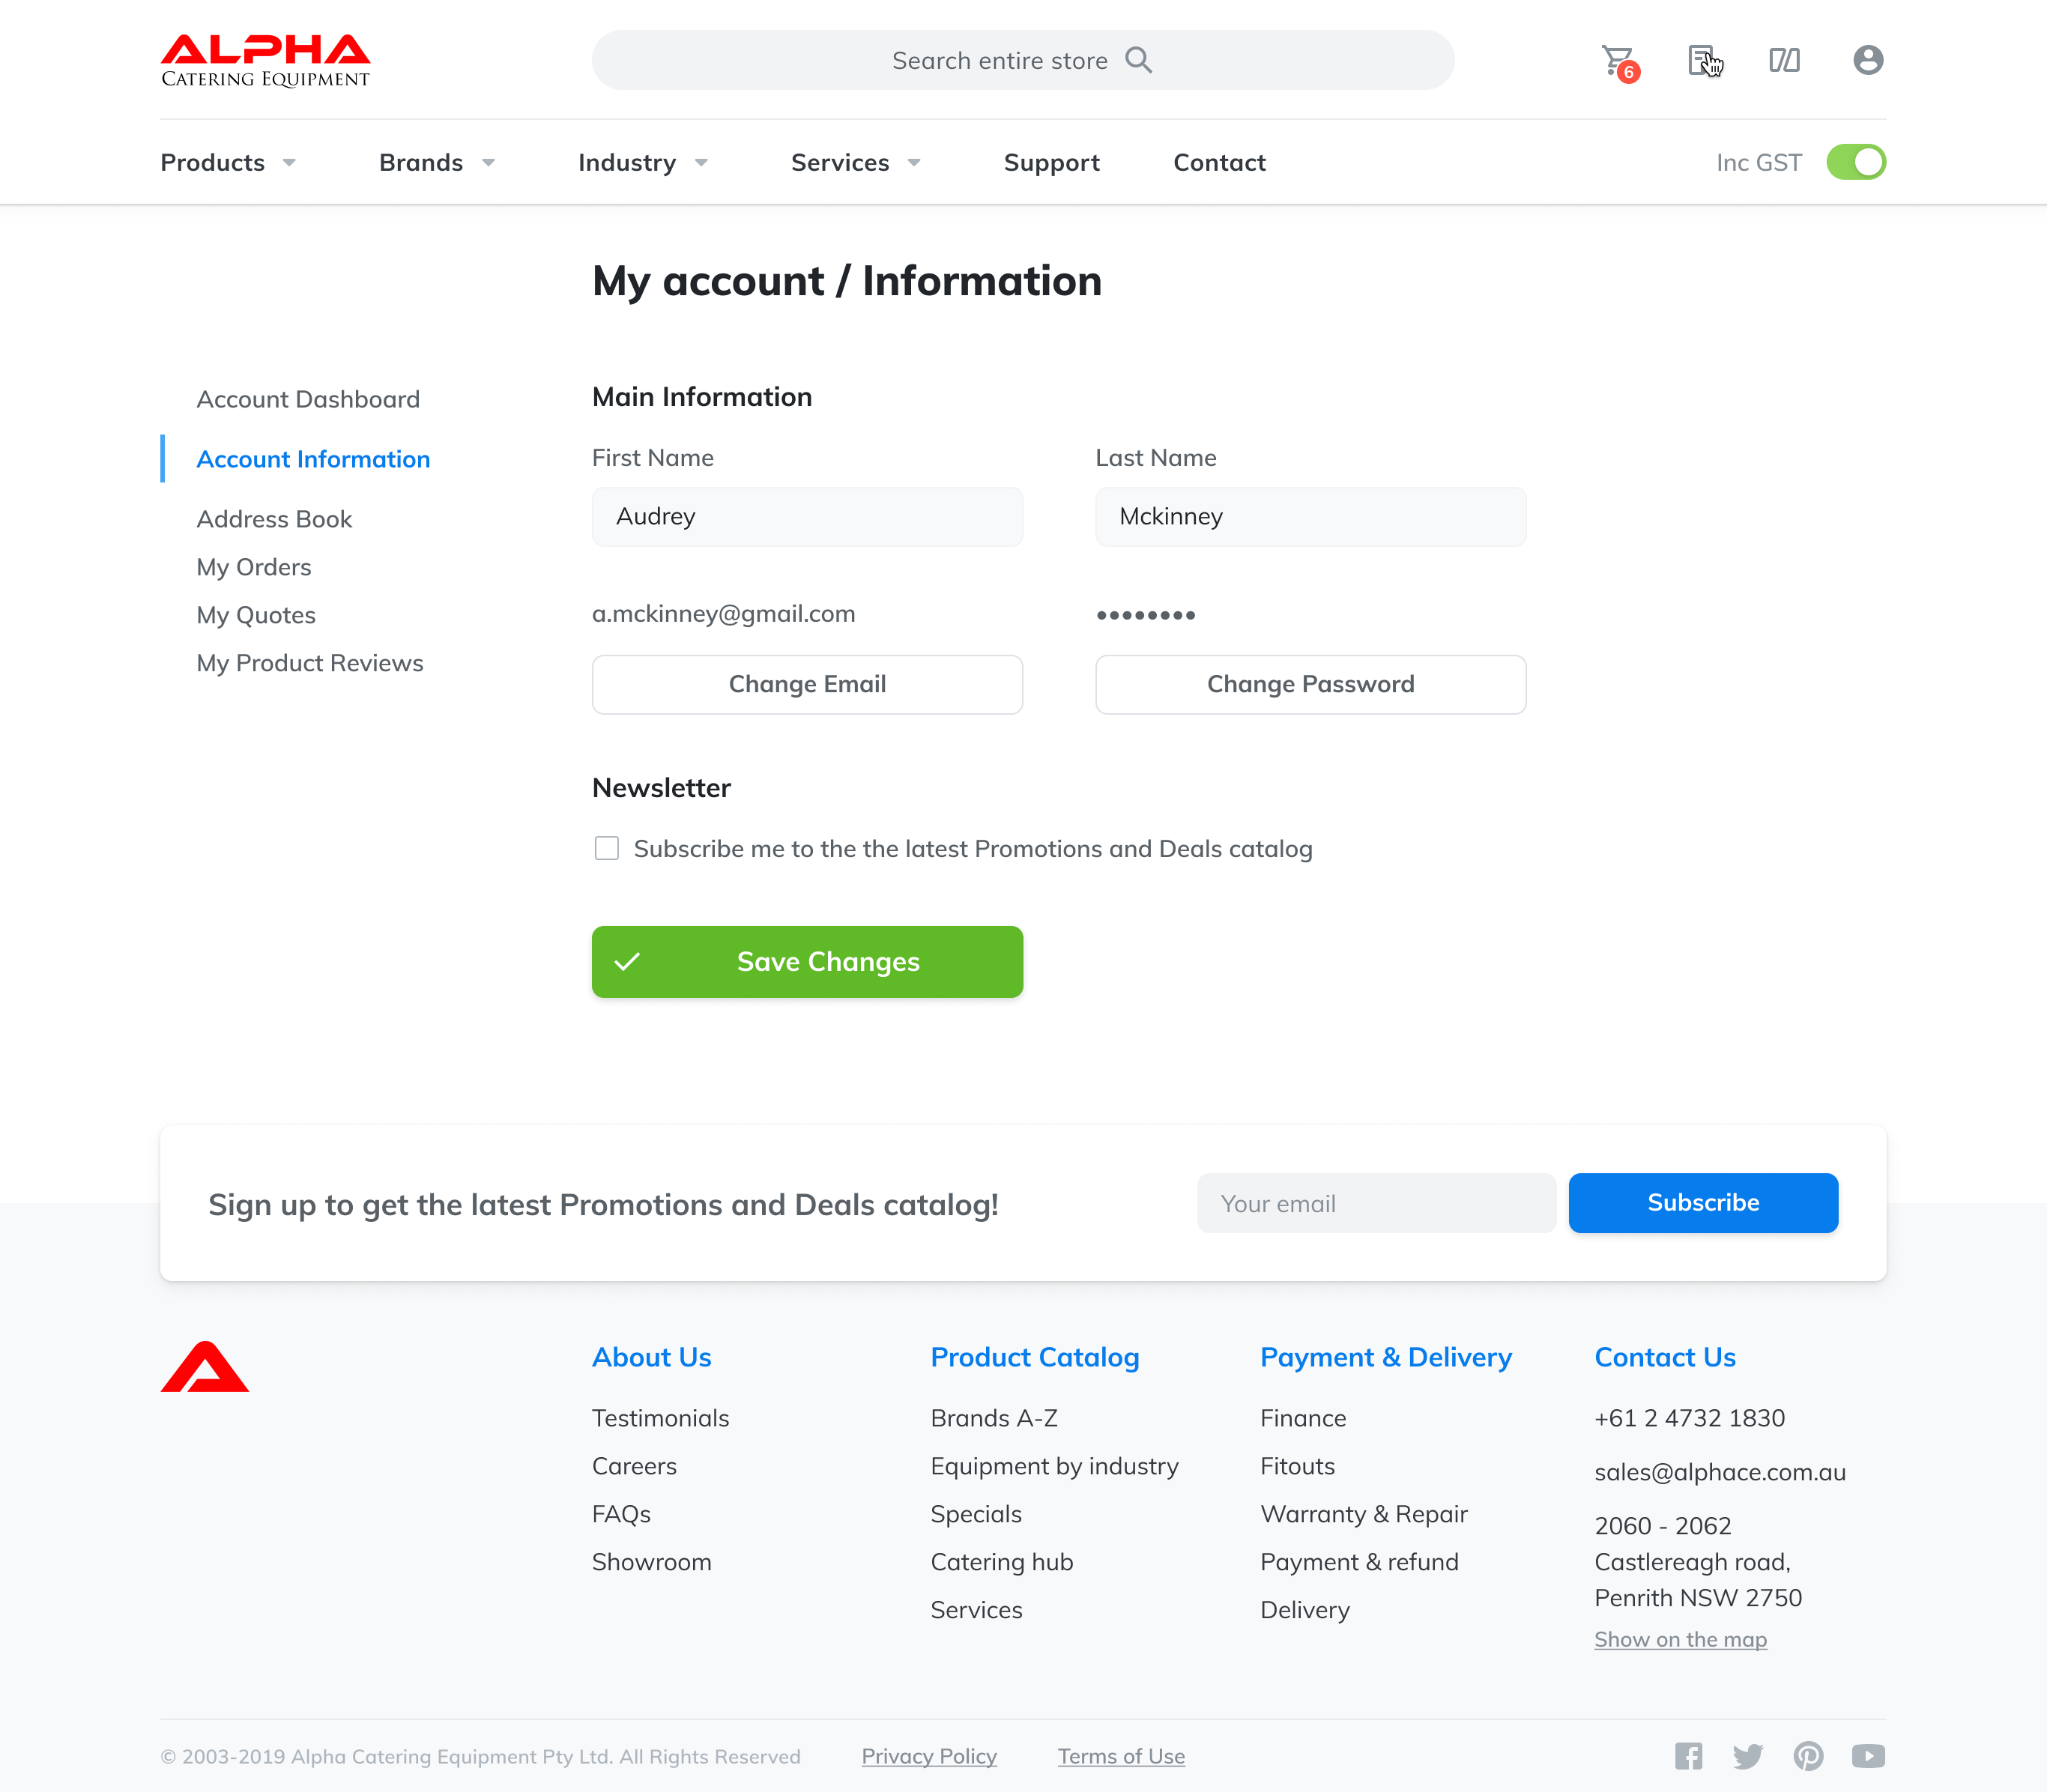 ALPHA
CATERING EQUIPMENT
Search entire store
6
Products
Brands
Industry
Services
Support
Contact
Inc GST
My account / Information
Account Dashboard
Account Information
Address Book
My Orders
My Quotes
My Product Reviews
Main Information
First Name
Last Name
Audrey
Mckinney
a.mckinney@gmail.com
••••••••
Change Email
Change Password
Newsletter
Subscribe me to the the latest Promotions and Deals catalog
Save Changes
Sign up to get the latest Promotions and Deals catalog!
Your email
Subscribe
About Us
Testimonials
Careers
FAQs
Showroom
Product Catalog
Brands A-Z
Equipment by industry
Specials
Catering hub
Services
Payment & Delivery
Finance
Fitouts
Warranty & Repair
Payment & refund
Delivery
Contact Us
+61 2 4732 1830
sales@alphace.com.au
2060 - 2062
Castlereagh road,
Penrith NSW 2750
Show on the map
© 2003-2019 Alpha Catering Equipment Pty Ltd. All Rights Reserved
Privacy Policy
Terms of Use